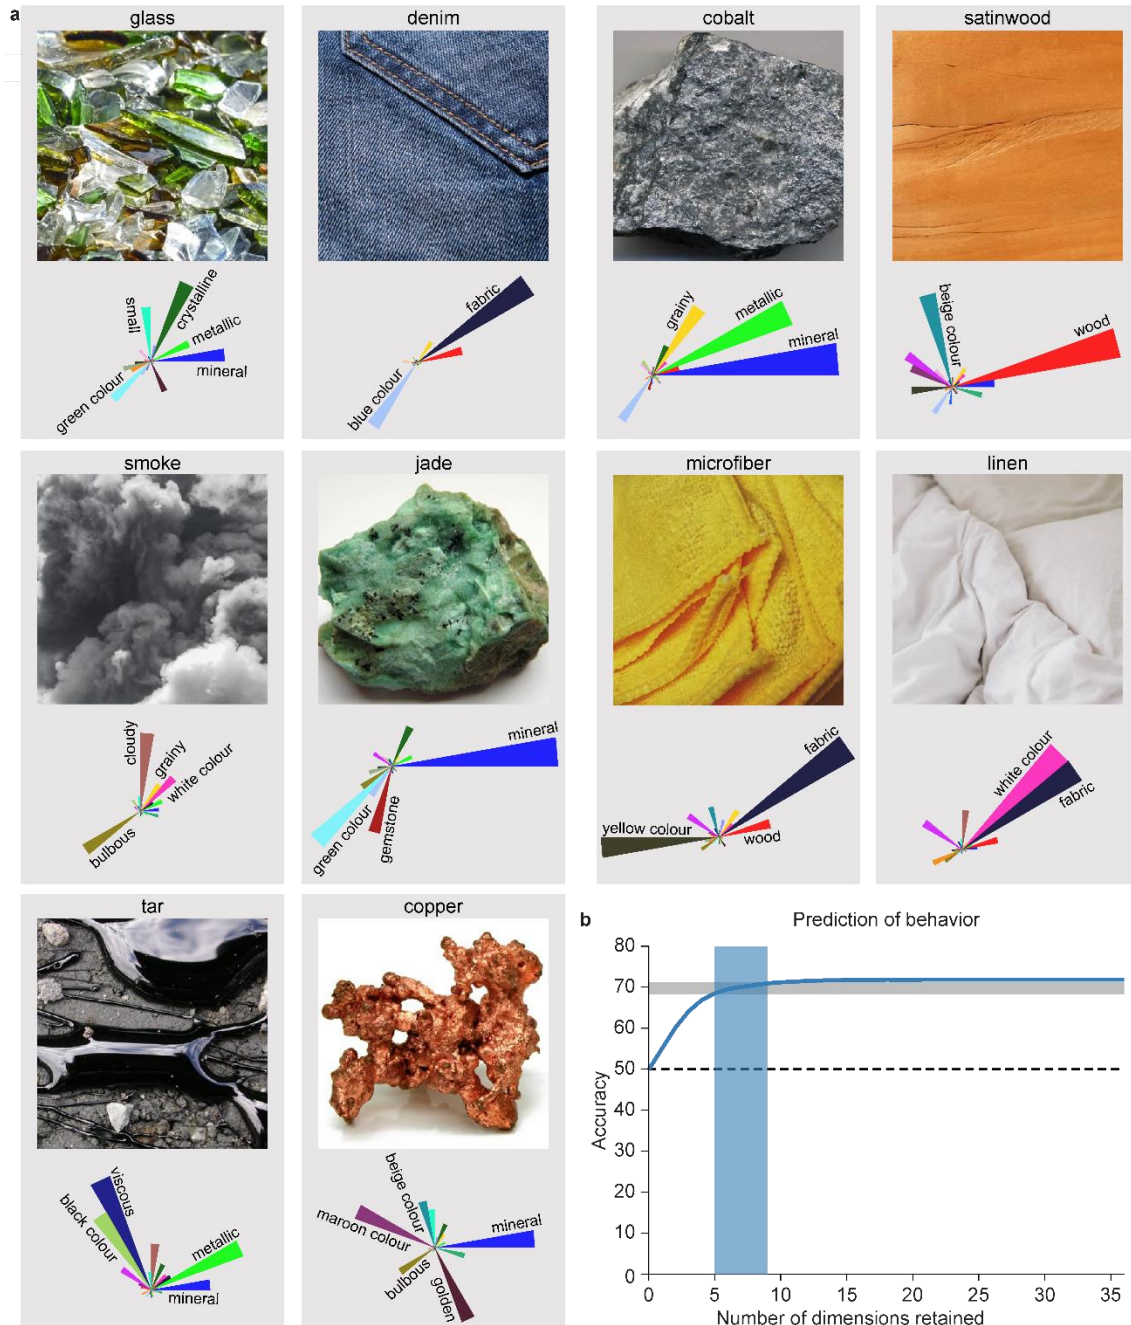 a
glass
denim
cobalt
satinwood
small
crystalline
metallic
mineral
green colour
fabric
blue colour
grainy
metallic
mineral
beige colour
wood
smoke
jade
microfiber
linen
cloudy
grainy
white colour
bulbous
mineral
green colour
gemstone
fabric
yellow colour
wood
white colour
fabric
tar
copper
viscous
black colour
metallic
mineral
beige colour
maroon colour
mineral
bulbous
golden
b
Prediction of behavior
80
70
60
50
40
30
20
10
0
Accuracy
0 5 10 15 20 25 30 35
Number of dimensions retained